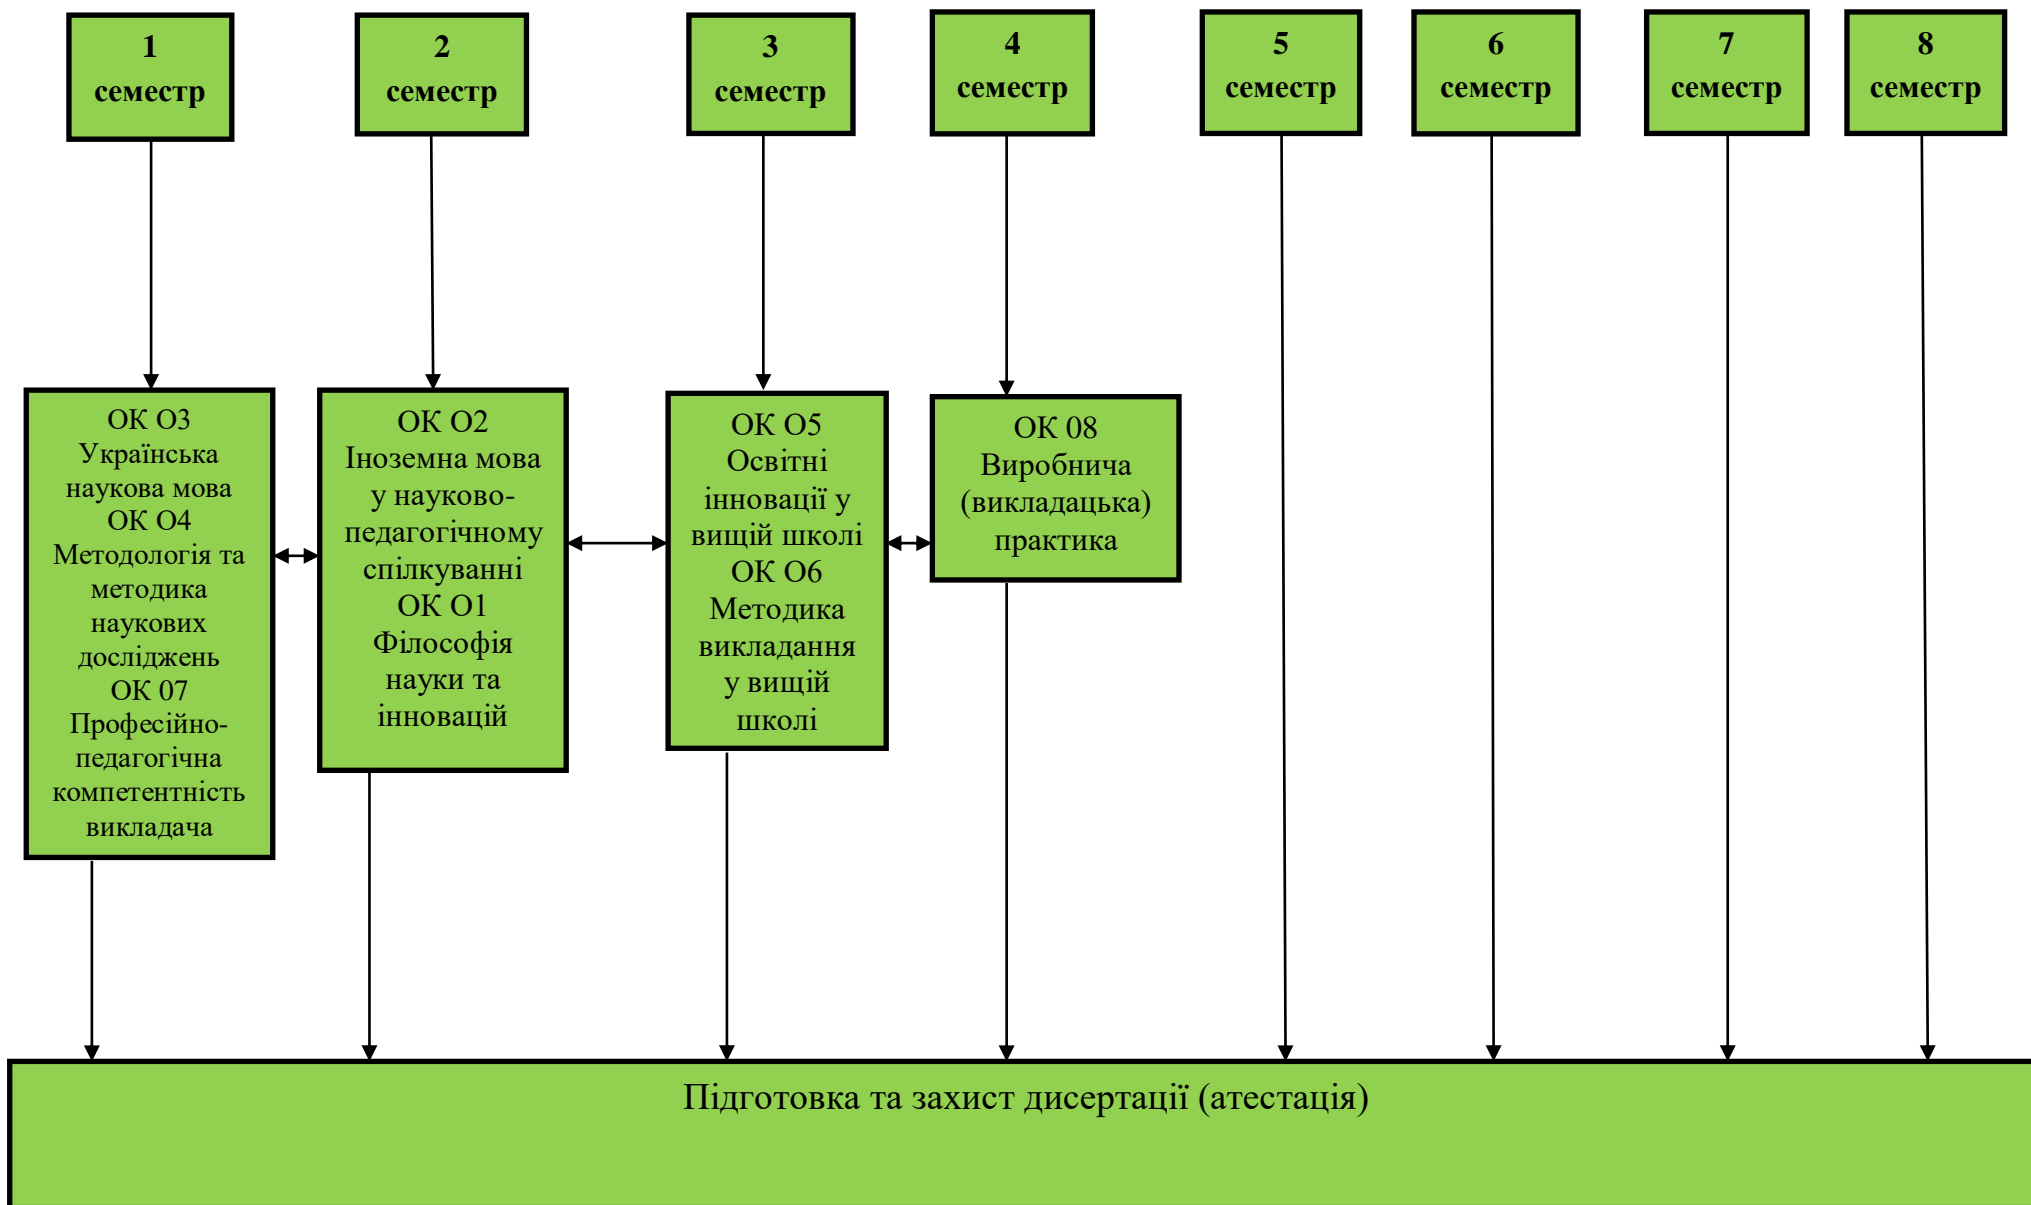 1
семестр
2
семестр
3
семестр
4
семестр
5
семестр
6
семестр
7
семестр
8
семестр
ОК О3
Українська
наукова мова
ОК О4
Методологія та
методика
наукових
досліджень
ОК 07
Професійно-
педагогічна
компетентність
викладача
ОК О2
Іноземна мова
у науково-
педагогічному
спілкуванні
ОК О1
Філософія
науки та
інновацій
ОК О5
Освітні
інновації у
вищій школі
ОК О6
Методика
викладання
у вищій
школі
ОК 08
Виробнича
(викладацька)
практика
Підготовка та захист дисертації (атестація)